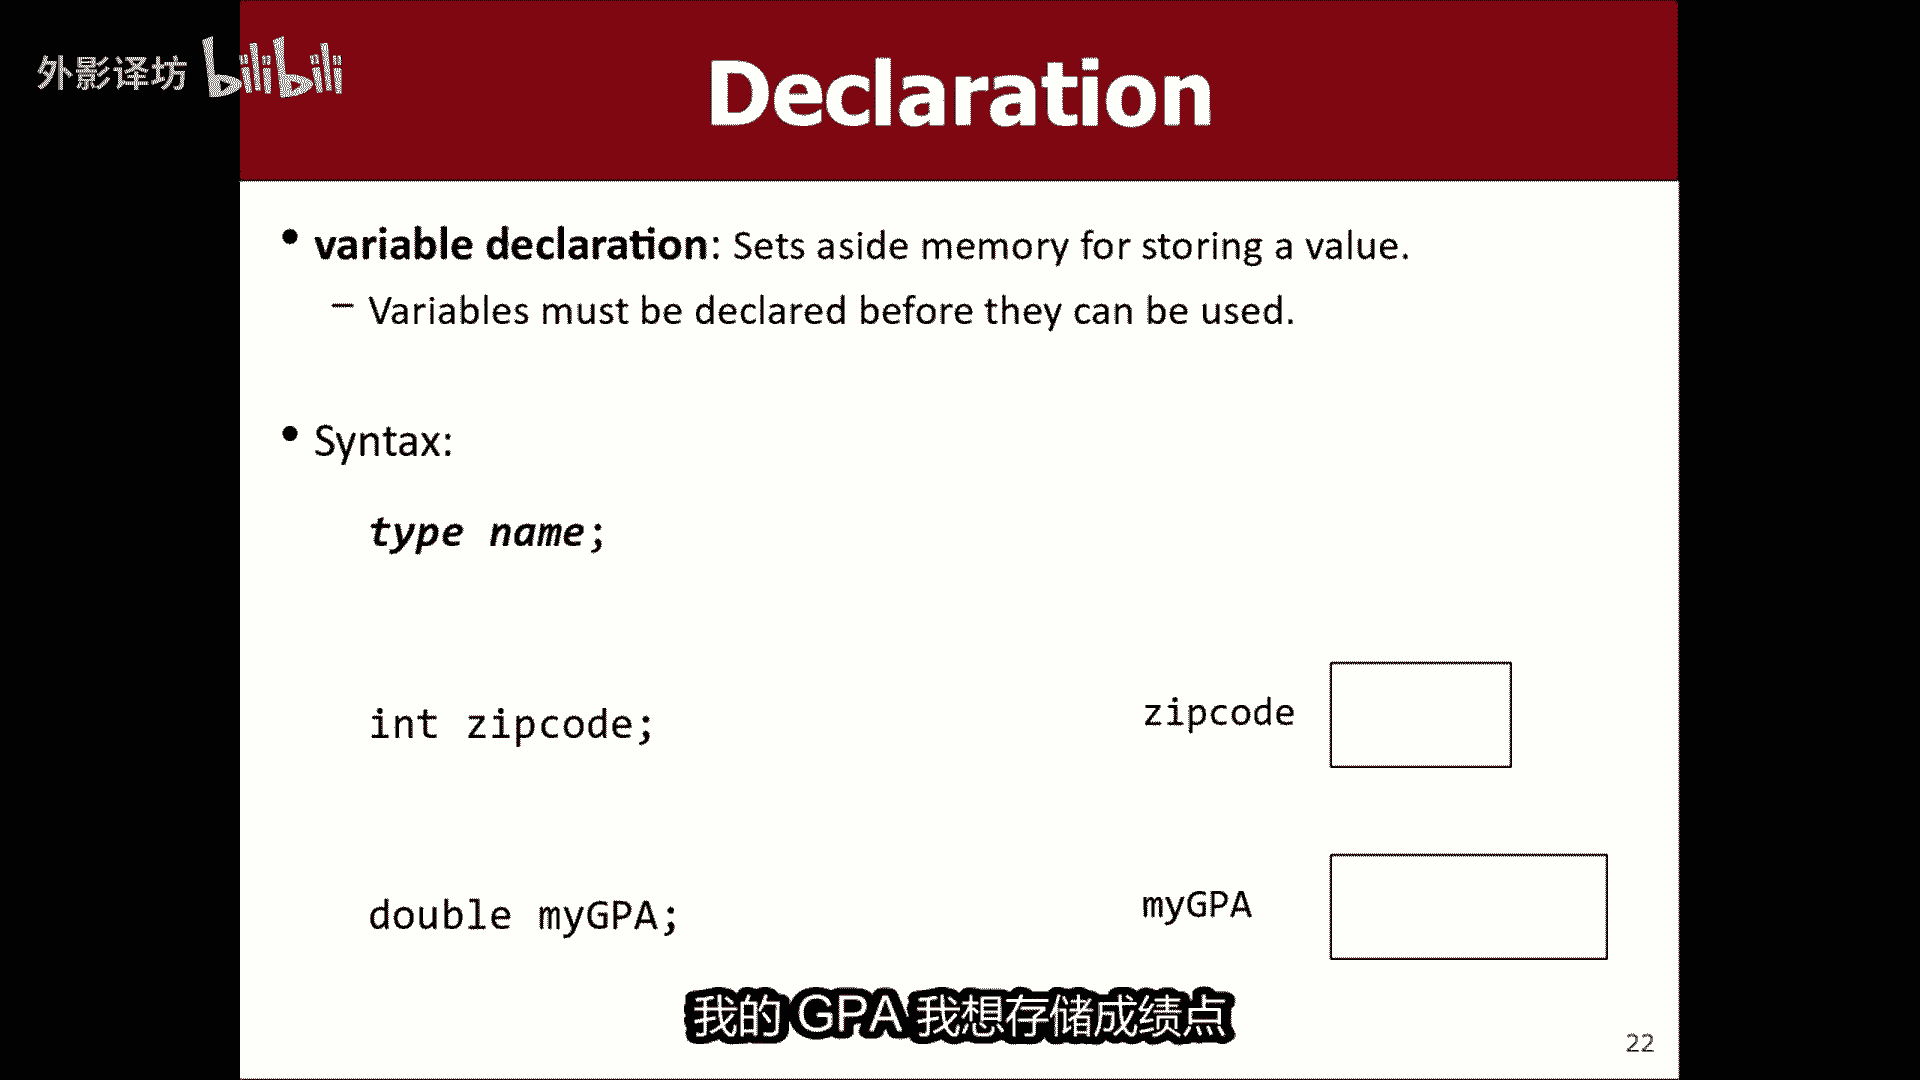 外影译坊 bilibili
Declaration
• variable declaration: Sets aside memory for storing a value.
– Variables must be declared before they can be used.
• Syntax:
type name;
int zipcode;
zipcode
double myGPA;
myGPA
我的 GPA 我想存储成绩点
22